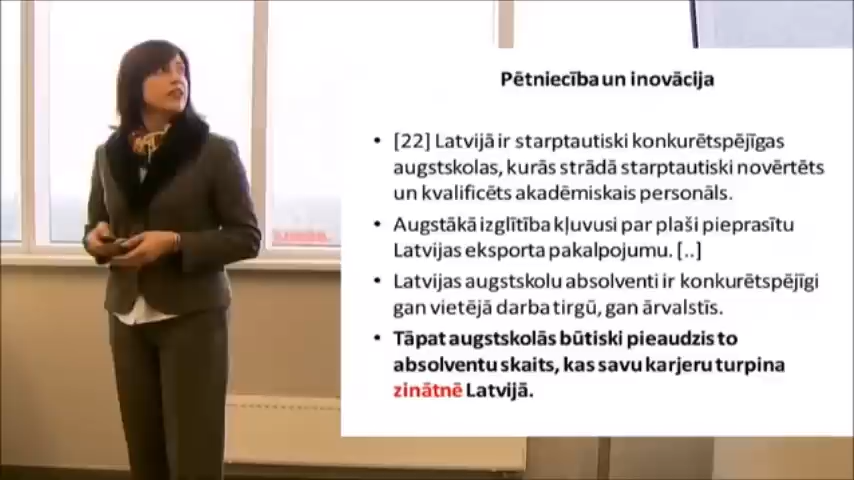 Pētniecība un inovācija
• [22] Latvijā ir starptautiski konkurētspējīgas
augstskolas, kurās strādā starptautiski novērtēts
un kvalificēts akadēmiskais personāls.
• Augstākā izglītība kļuvusi par plaši pieprasītu
Latvijas eksporta pakalpojumu. [..]
• Latvijas augstskolu absolventi ir konkurētspējīgi
gan vietējā darba tirgū, gan ārvalstīs.
• Tāpat augstskolās būtiski pieaudzis to
absolventu skaits, kas savu karjeru turpina
zinātnē Latvijā.